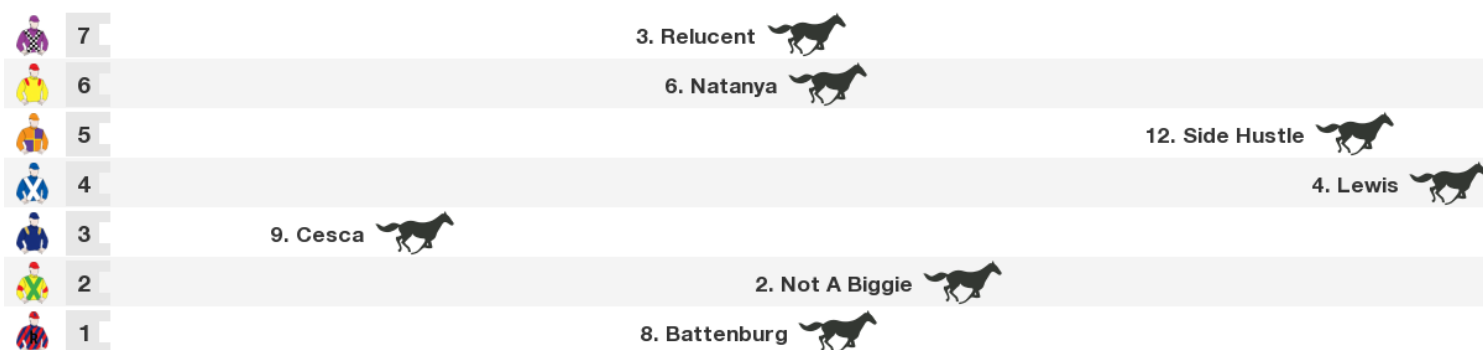 7 3. Relucent
6 6. Natanya
5 12. Side Hustle
4 4. Lewis
3 9. Cesca
2 2. Not A Biggie
1 8. Battenburg